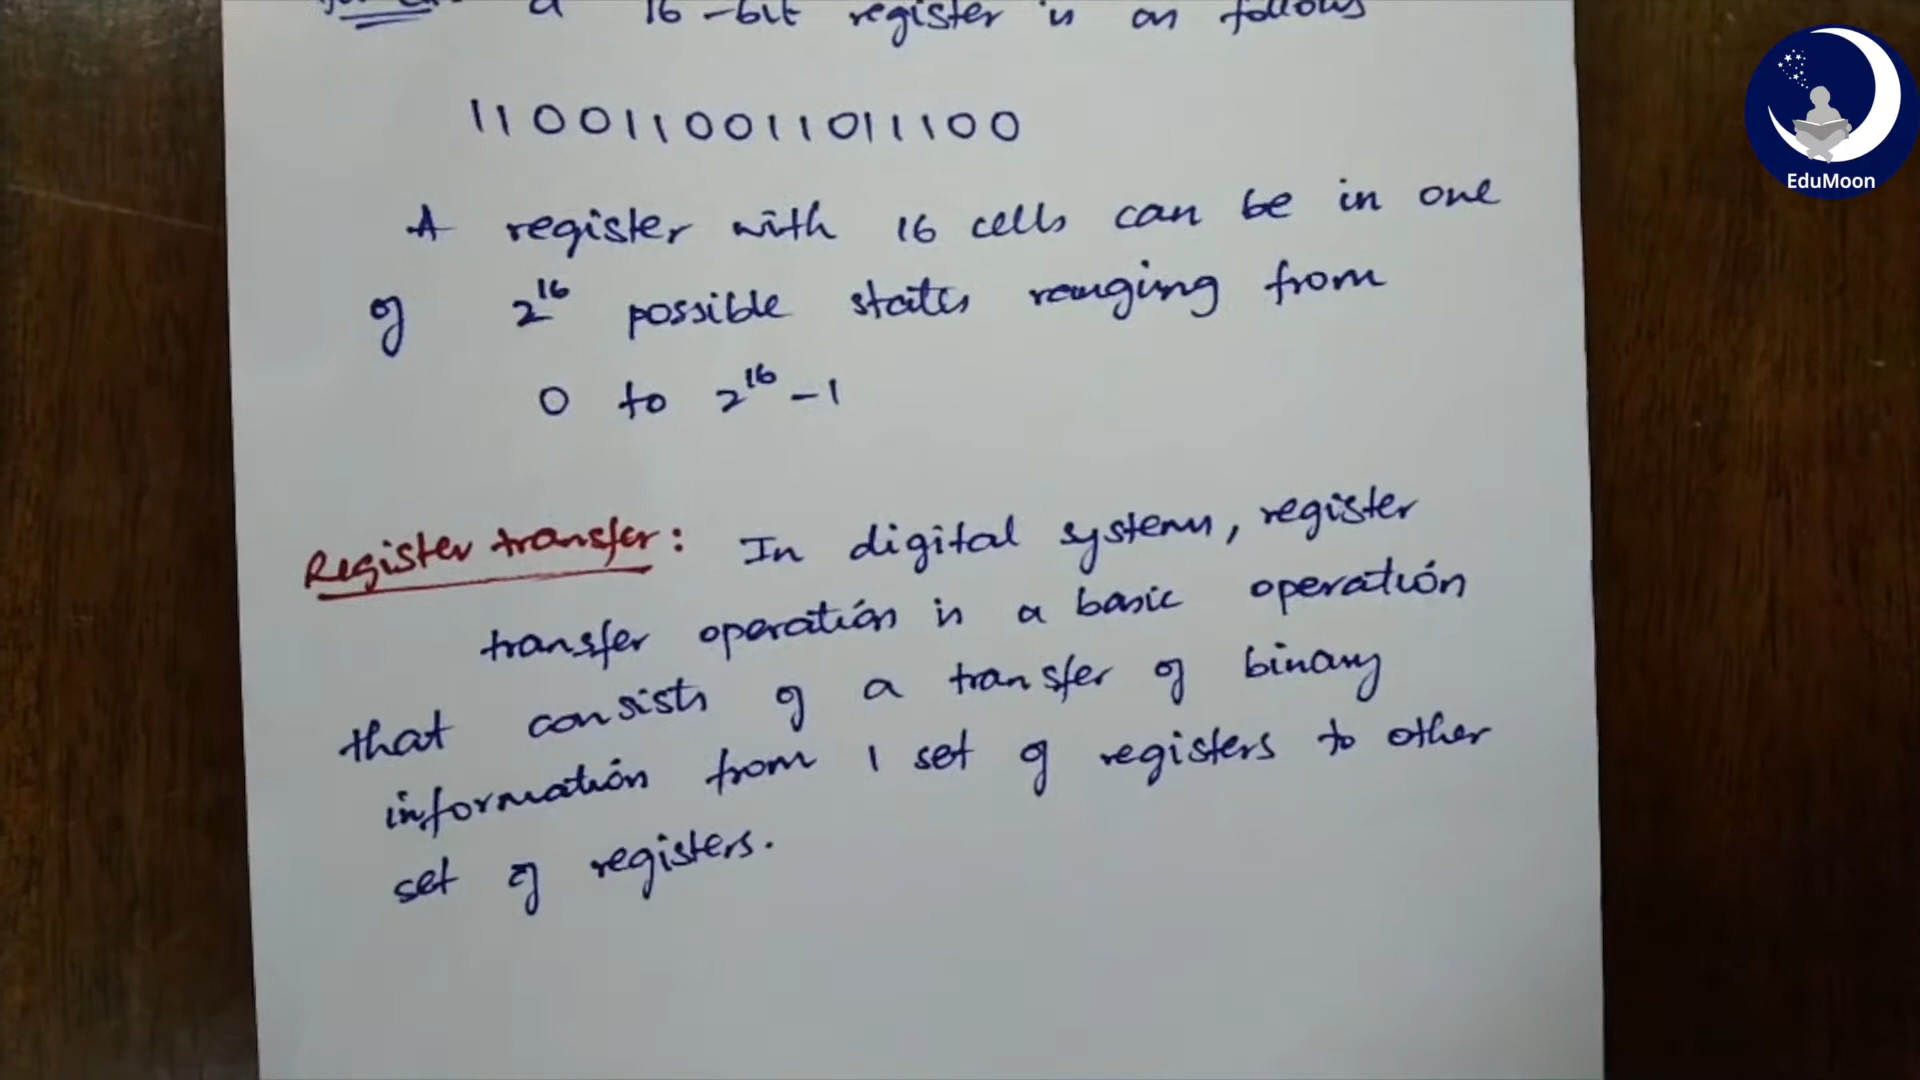 a 16-bit register is as follows
1100110011011100
A register with 16 cells can be in one
of 2^16 possible states ranging from
0 to 2^16 - 1
Register transfer: In digital systems, register
transfer operation is a basic operation
that consists of a transfer of binary
information from 1 set of registers to other
set of registers.
EduMoon